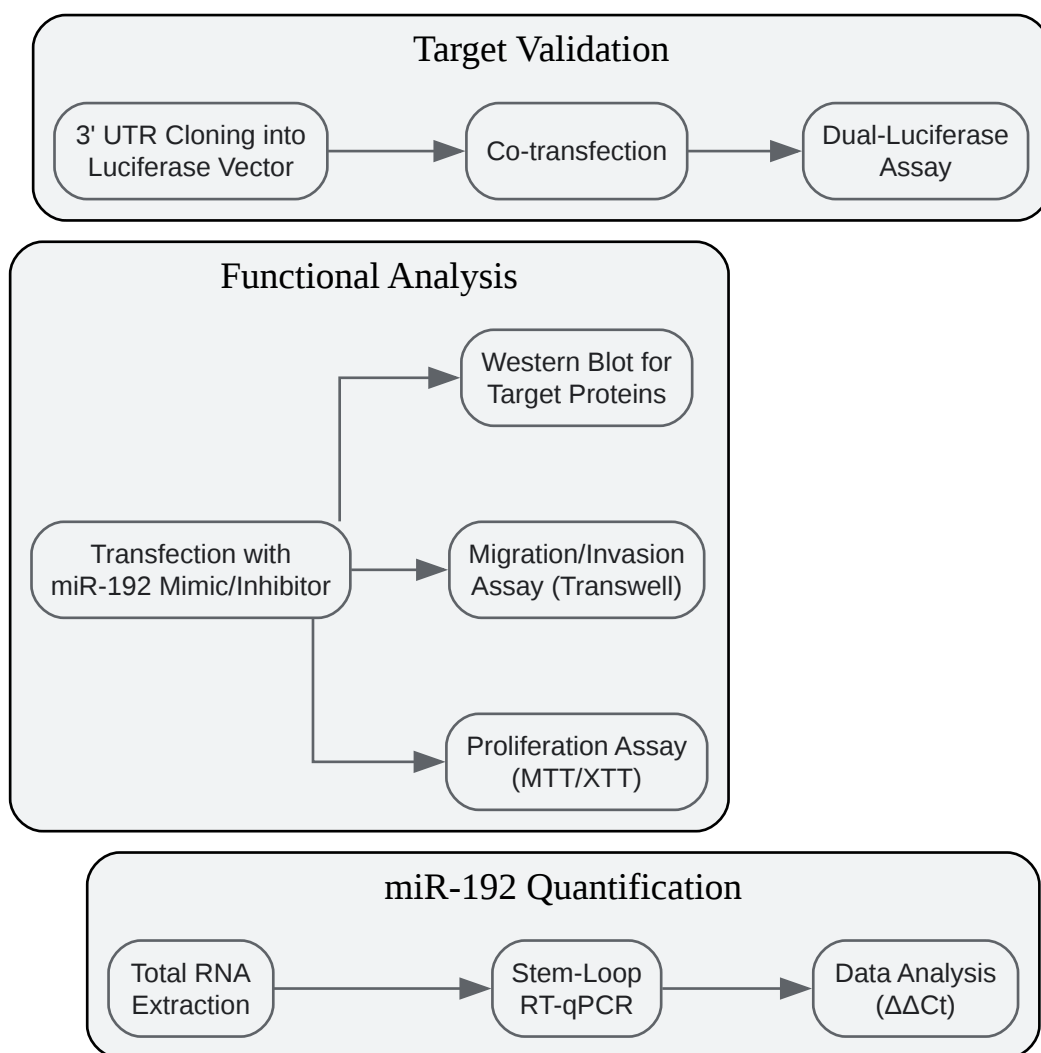 Target Validation
3' UTR Cloning into
Luciferase Vector
Co-transfection
Dual-Luciferase
Assay
Functional Analysis
Western Blot for
Target Proteins
Transfection with
miR-192 Mimic/Inhibitor
Migration/Invasion
Assay (Transwell)
Proliferation Assay
(MTT/XTT)
miR-192 Quantification
Total RNA
Extraction
Stem-Loop
RT-qPCR
Data Analysis
(ΔΔCt)